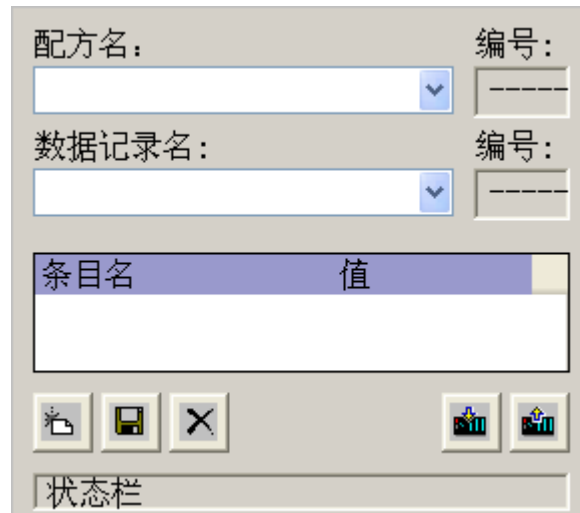 配方名： 编号：
-----
数据记录名： 编号：
-----
条目名 值
状态栏